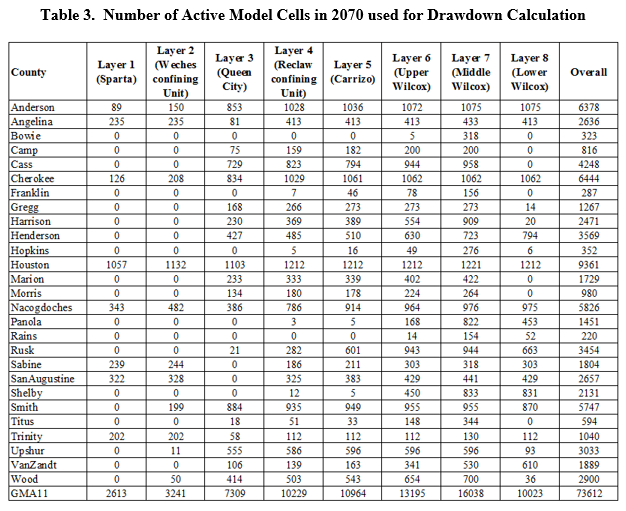 Table 3. Number of Active Model Cells in 2070 used for Drawdown Calculation
County Layer 1 (Sparta) Layer 2 (Weches confining Unit) Layer 3 (Queen City) Layer 4 (Reclaw confining Unit) Layer 5 (Carrizo) Layer 6 (Upper Wilcox) Layer 7 (Middle Wilcox) Layer 8 (Lower Wilcox) Overall
Anderson 89 150 853 1028 1036 1072 1075 1075 6378
Angelina 235 235 81 413 413 413 433 413 2636
Bowie 0 0 0 0 0 5 318 0 323
Camp 0 0 75 159 182 200 200 0 816
Cass 0 0 729 823 794 944 958 0 4248
Cherokee 126 208 834 1029 1061 1062 1062 1062 6444
Franklin 0 0 0 7 46 78 156 0 287
Gregg 0 0 168 266 273 273 273 14 1267
Harrison 0 0 230 369 389 554 909 20 2471
Henderson 0 0 427 485 510 630 723 794 3569
Hopkins 0 0 0 5 16 49 276 6 352
Houston 1057 1132 1103 1212 1212 1212 1221 1212 9361
Marion 0 0 233 333 339 402 422 0 1729
Morris 0 0 134 180 178 224 264 0 980
Nacogdoches 343 482 386 786 914 964 976 975 5826
Panola 0 0 0 3 5 168 822 453 1451
Rains 0 0 0 0 0 14 154 52 220
Rusk 0 0 21 282 601 943 944 663 3454
Sabine 239 244 0 186 211 303 318 303 1804
SanAugustine 322 328 0 325 383 429 441 429 2657
Shelby 0 0 0 12 5 450 833 831 2131
Smith 0 199 884 935 949 955 955 870 5747
Titus 0 0 18 51 33 148 344 0 594
Trinity 202 202 58 112 112 112 130 112 1040
Upshur 0 11 555 586 596 596 596 93 3033
VanZandt 0 0 106 139 163 341 530 610 1889
Wood 0 50 414 503 543 654 700 36 2900
GMA11 2613 3241 7309 10229 10964 13195 16038 10023 73612